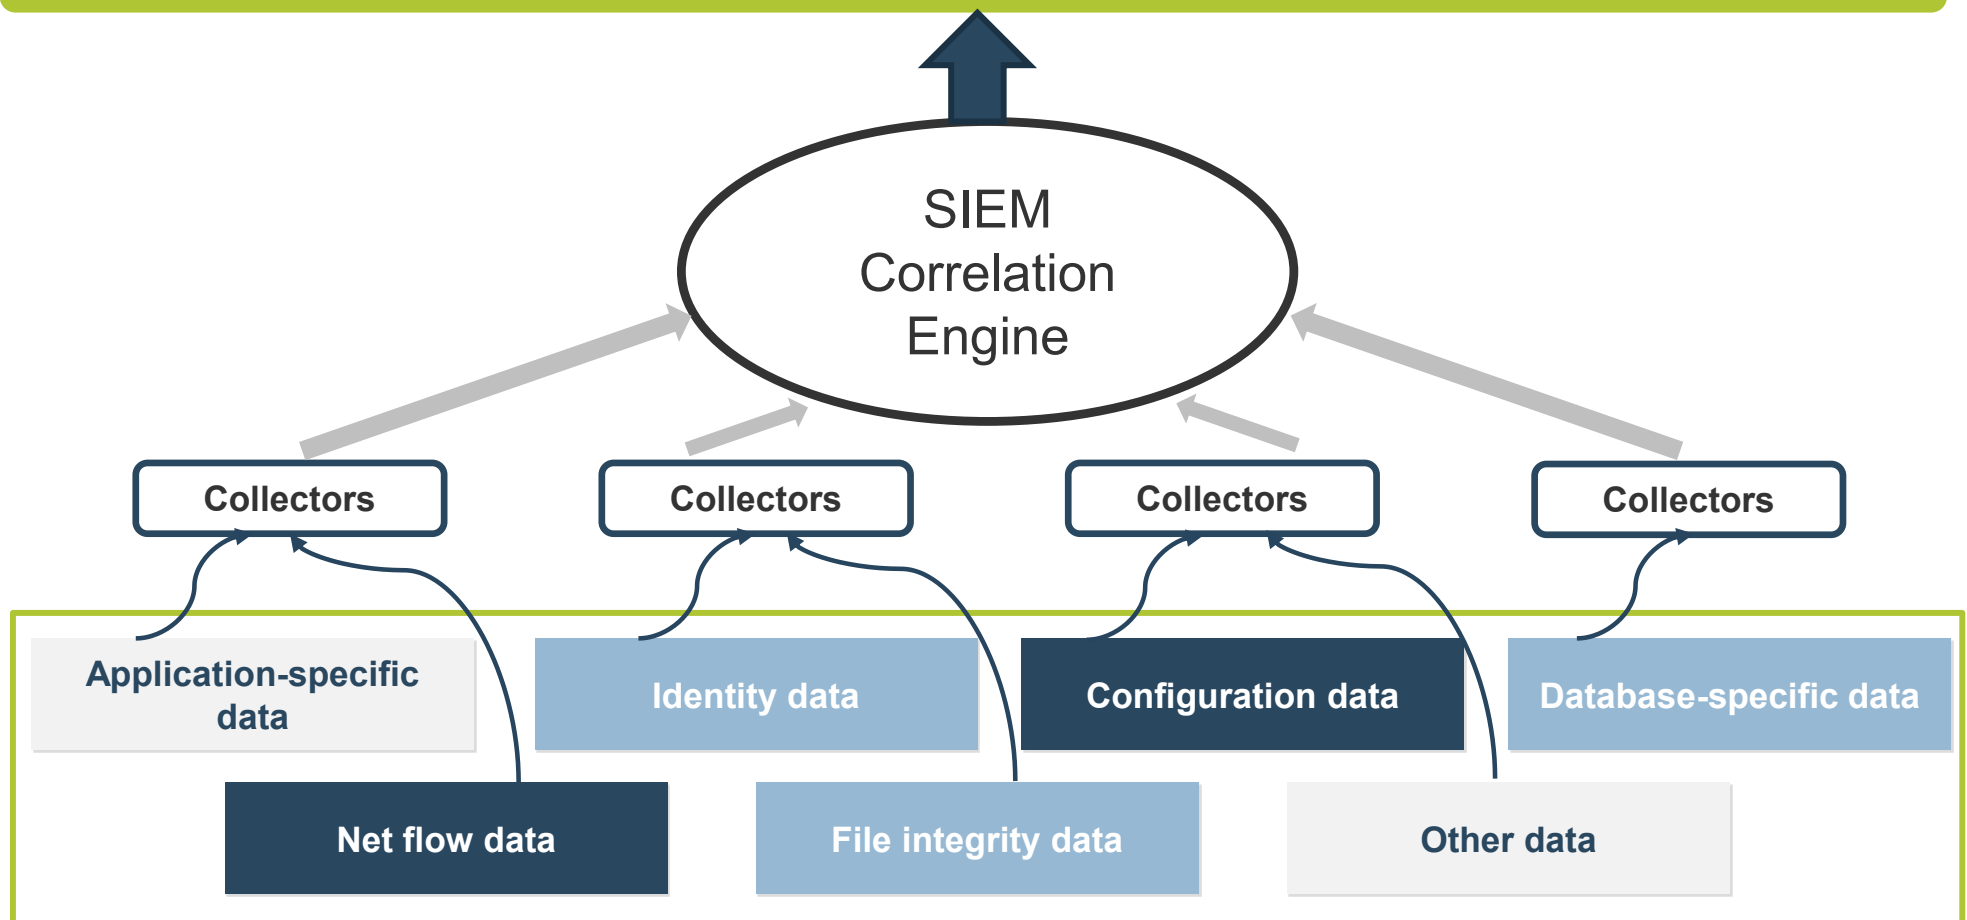 SIEM
Correlation
Engine
Collectors
Collectors
Collectors
Collectors
Application-specific
data
Identity data
Configuration data
Database-specific data
Net flow data
File integrity data
Other data